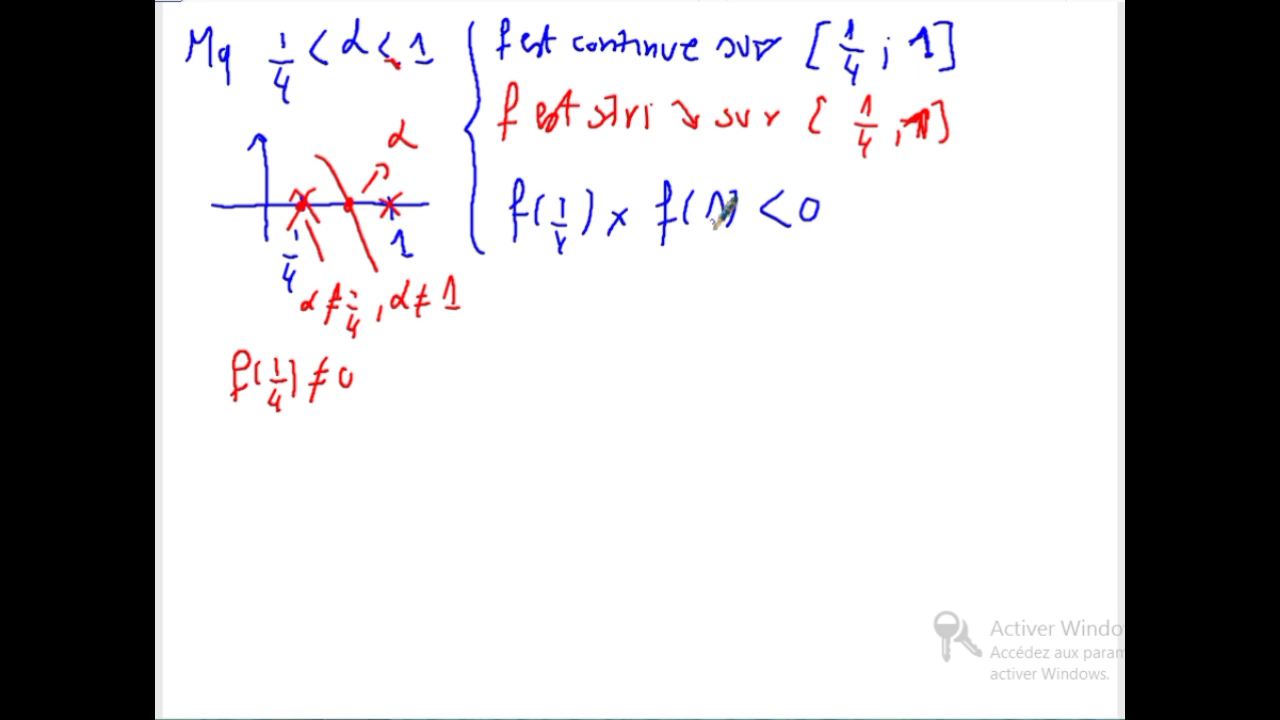 Mq 1/4 < α < 1
f est continue sur [1/4 ; 1]
f est stri ↘ sur [1/4, 1]
f(1/4) × f(1) < 0
α
1/4 1
α ≠ 1/4, α ≠ 1
f(1/4) ≠ 0
Activer Windo
Accédez aux param
activer Windows.